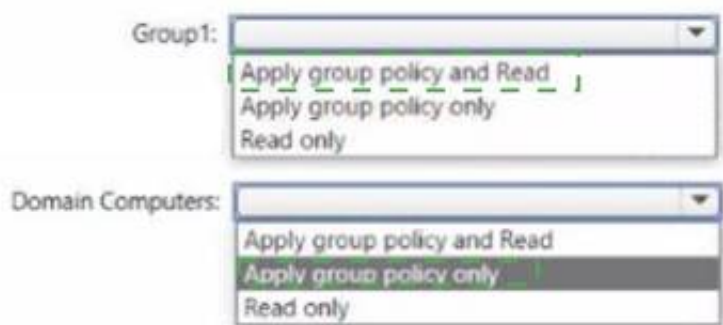 Group1:
Apply group policy and Read
Apply group policy only
Read only
Domain Computers:
Apply group policy and Read
Apply group policy only
Read only